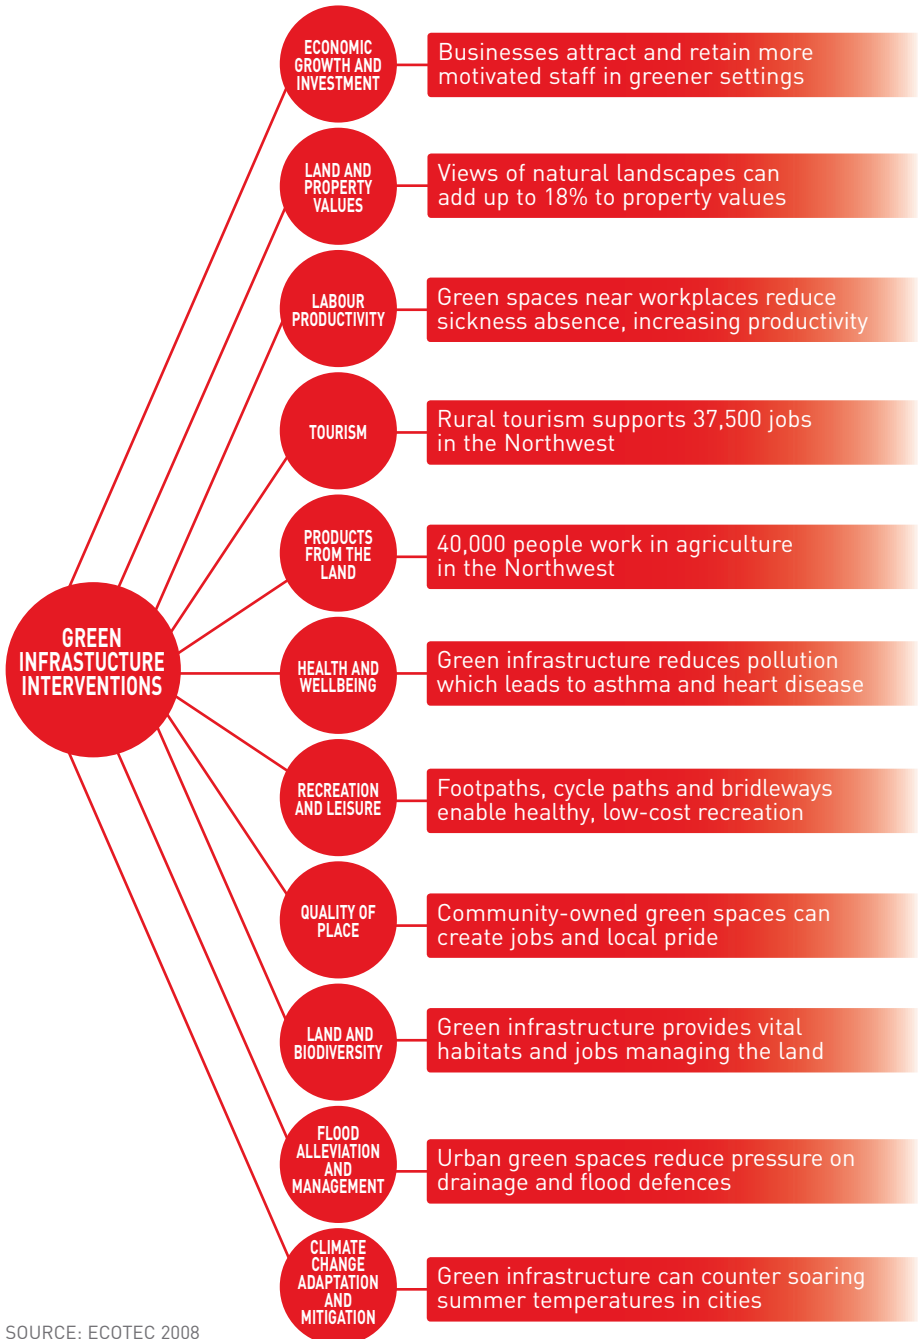 ECONOMIC
GROWTH AND
INVESTMENT
Businesses attract and retain more
motivated staff in greener settings
LAND AND
PROPERTY
VALUES
Views of natural landscapes can
add up to 18% to property values
LABOUR
PRODUCTIVITY
Green spaces near workplaces reduce
sickness absence, increasing productivity
TOURISM
Rural tourism supports 37,500 jobs
in the Northwest
PRODUCTS
FROM THE
LAND
40,000 people work in agriculture
in the Northwest
GREEN
INFRASTUCTURE
INTERVENTIONS
HEALTH AND
WELLBEING
Green infrastructure reduces pollution
which leads to asthma and heart disease
RECREATION
AND LEISURE
Footpaths, cycle paths and bridleways
enable healthy, low-cost recreation
QUALITY OF
PLACE
Community-owned green spaces can
create jobs and local pride
LAND AND
BIODIVERSITY
Green infrastructure provides vital
habitats and jobs managing the land
FLOOD
ALLEVIATION
AND
MANAGEMENT
Urban green spaces reduce pressure on
drainage and flood defences
CLIMATE
CHANGE
ADAPTATION
AND
MITIGATION
Green infrastructure can counter soaring
summer temperatures in cities
SOURCE: ECOTEC 2008